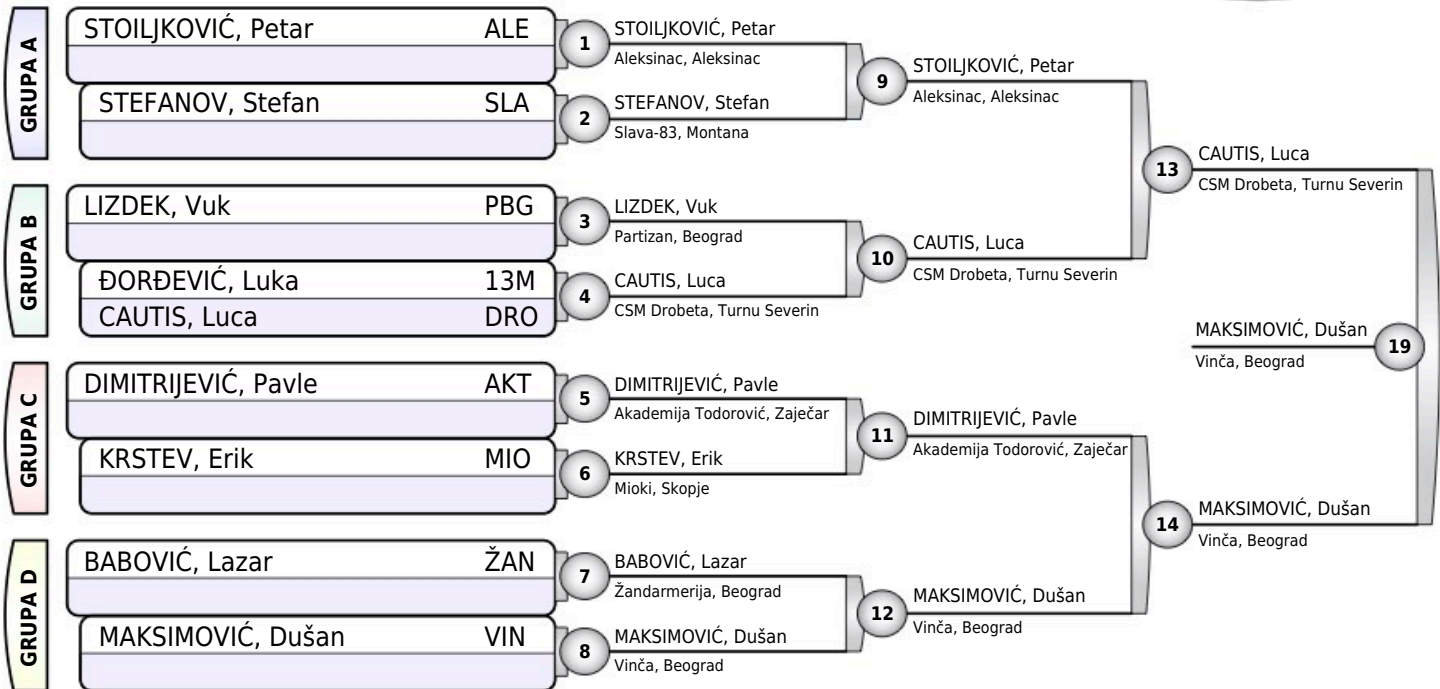 GRUPA A
STOILJKOVIĆ, Petar ALE
STEFANOV, Stefan SLA
GRUPA B
LIZDEK, Vuk PBG
ĐORĐEVIĆ, Luka 13M
CAUTIS, Luca DRO
GRUPA C
DIMITRIJEVIĆ, Pavle AKT
KRSTEV, Erik MIO
GRUPA D
BABOVIĆ, Lazar ŽAN
MAKSIMOVIĆ, Dušan VIN
1
STOILJKOVIĆ, Petar
Aleksinac, Aleksinac
2
STEFANOV, Stefan
Slava-83, Montana
3
LIZDEK, Vuk
Partizan, Beograd
4
CAUTIS, Luca
CSM Drobeta, Turnu Severin
5
DIMITRIJEVIĆ, Pavle
Akademija Todorović, Zaječar
6
KRSTEV, Erik
Mioki, Skopje
7
BABOVIĆ, Lazar
Žandarmerija, Beograd
8
MAKSIMOVIĆ, Dušan
Vinča, Beograd
9
STOILJKOVIĆ, Petar
Aleksinac, Aleksinac
10
CAUTIS, Luca
CSM Drobeta, Turnu Severin
11
DIMITRIJEVIĆ, Pavle
Akademija Todorović, Zaječar
12
MAKSIMOVIĆ, Dušan
Vinča, Beograd
13
CAUTIS, Luca
CSM Drobeta, Turnu Severin
14
MAKSIMOVIĆ, Dušan
Vinča, Beograd
MAKSIMOVIĆ, Dušan
Vinča, Beograd
19